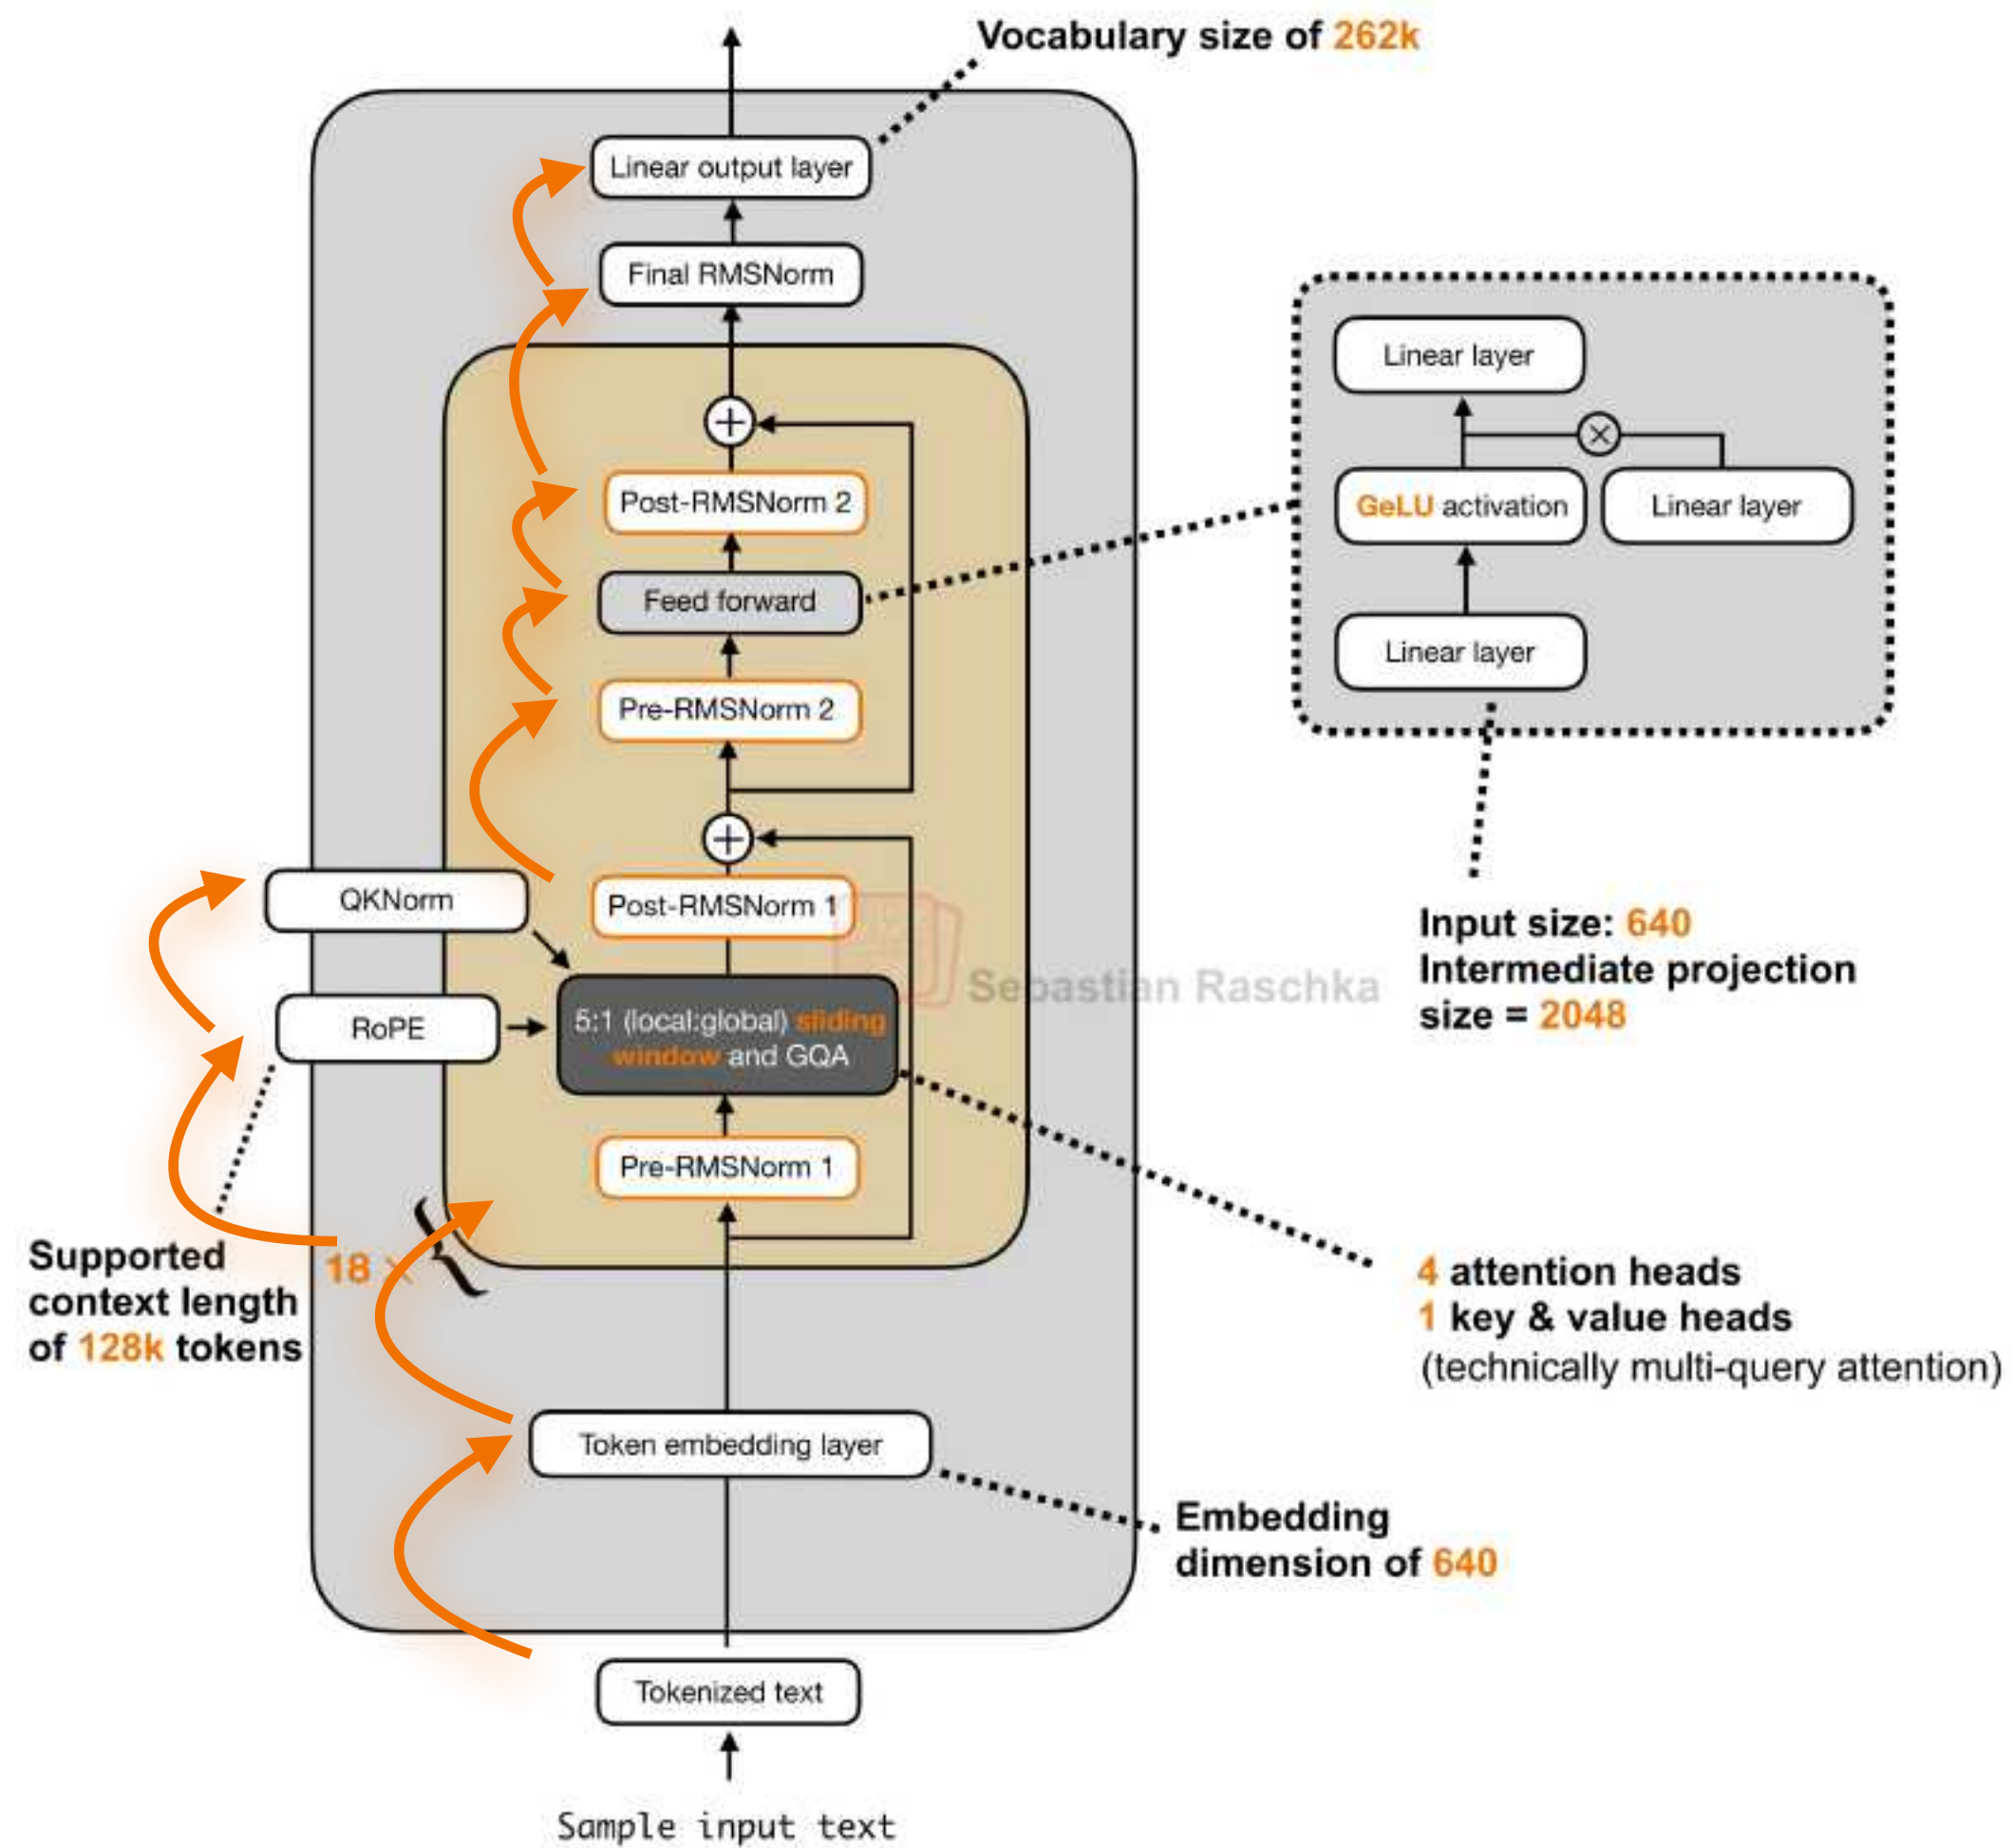 Vocabulary size of 262k
Linear output layer
Final RMSNorm
Linear layer
GeLU activation
Linear layer
Linear layer
Post-RMSNorm 2
Feed forward
Pre-RMSNorm 2
QKNorm
Post-RMSNorm 1
Input size: 640
Intermediate projection
size = 2048
Sebastian Raschka
RoPE
5:1 (local:global) sliding
window and GQA
Pre-RMSNorm 1
Supported
context length
of 128k tokens
18 ×
4 attention heads
1 key & value heads
(technically multi-query attention)
Token embedding layer
Embedding
dimension of 640
Tokenized text
Sample input text